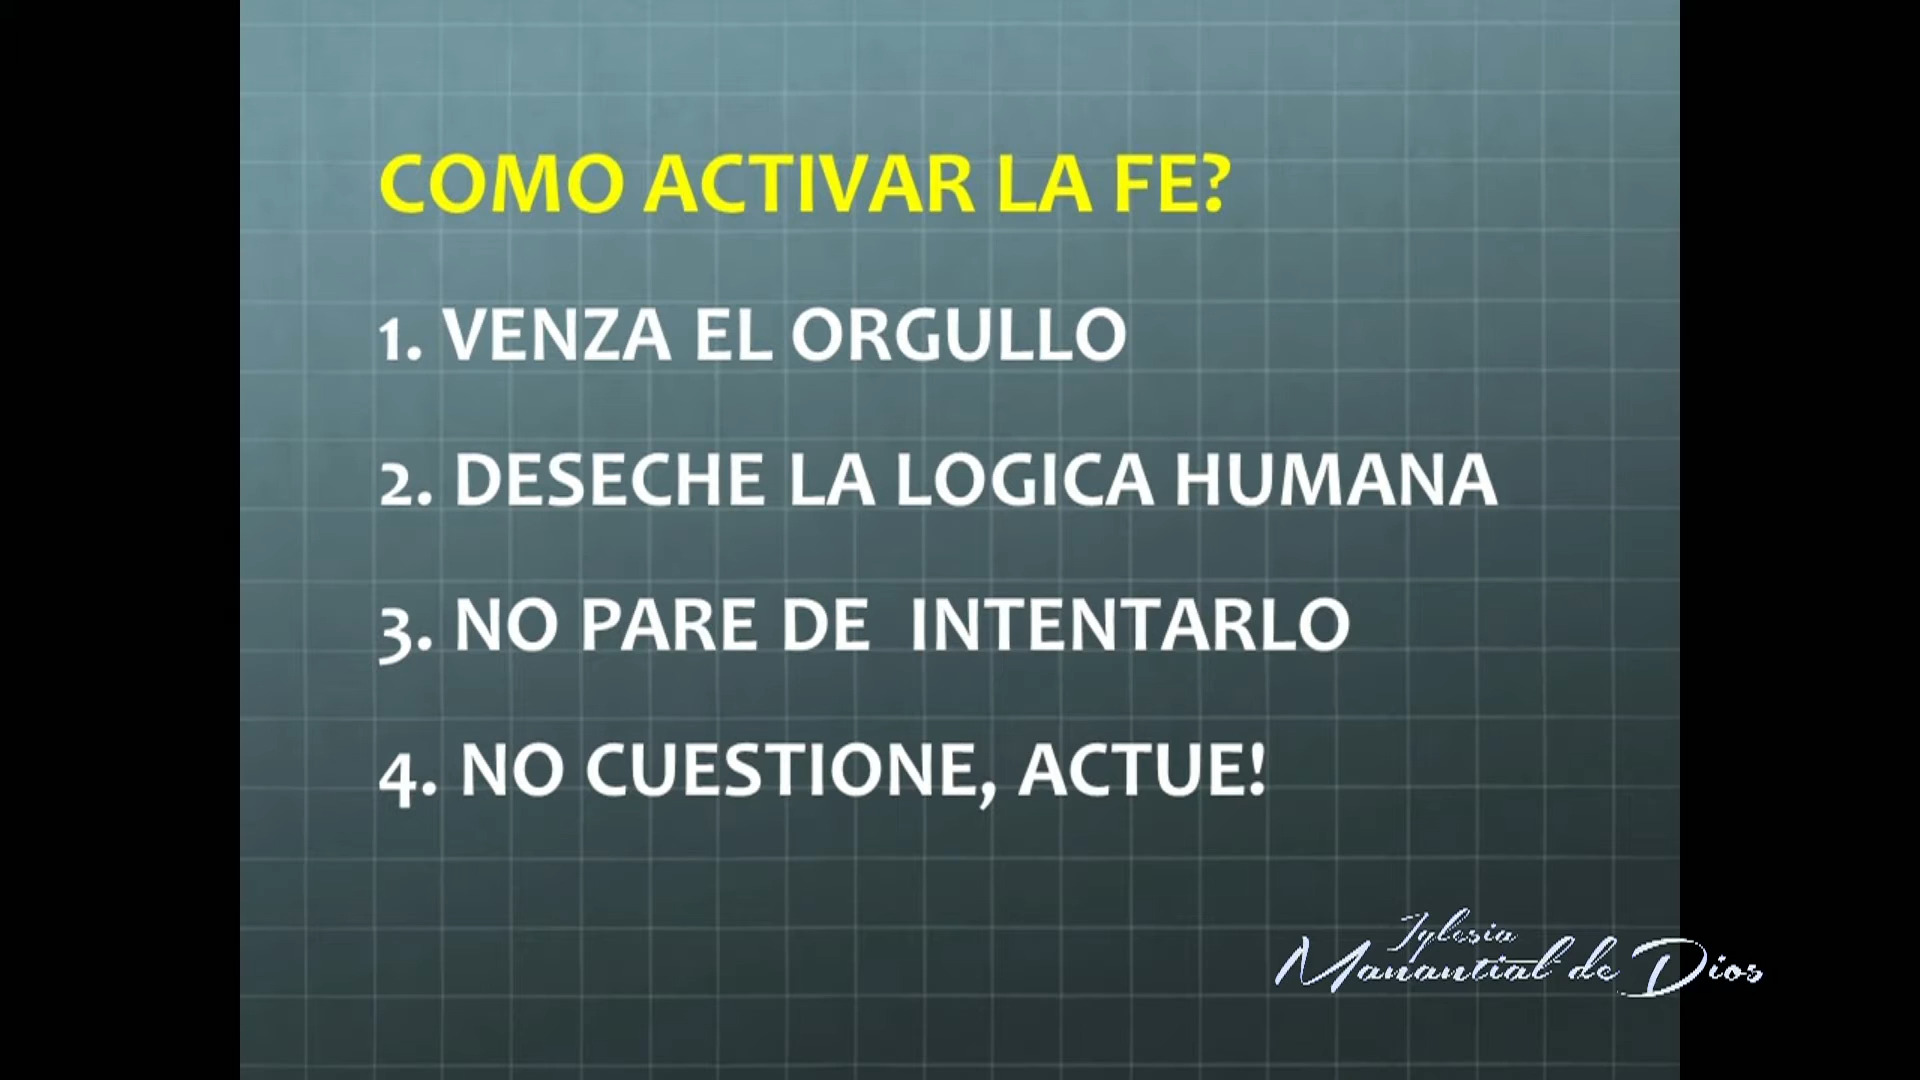 COMO ACTIVAR LA FE?
1. VENZA EL ORGULLO
2. DESECHE LA LOGICA HUMANA
3. NO PARE DE INTENTARLO
4. NO CUESTIONE, ACTUE!
Iglesia
Manantial de Dios